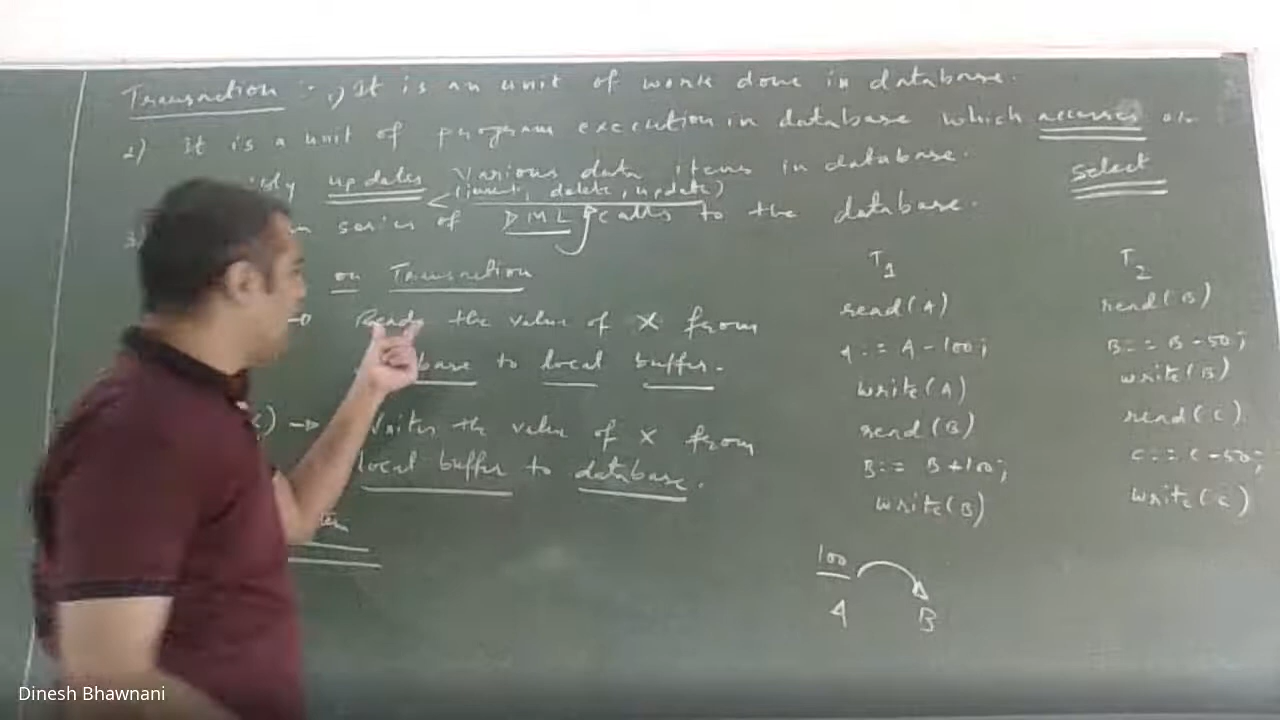 Transaction :- 1) It is an unit of work done in database.
2) It is a unit of program execution in database which accesses
updates various data items in database.
Select
(insert, delete, update)
series of DML calls to the database.
on Transaction
Reads the value of X from
base to local buffer.
→ Writes the value of X from
local buffer to database.
T1
read(A)
A := A - 100;
write(A)
read(B)
B := B + 100;
write(B)
T2
read(B)
B := B - 50;
write(B)
read(C)
C := C - 50;
write(C)
100
A
B
Dinesh Bhawnani